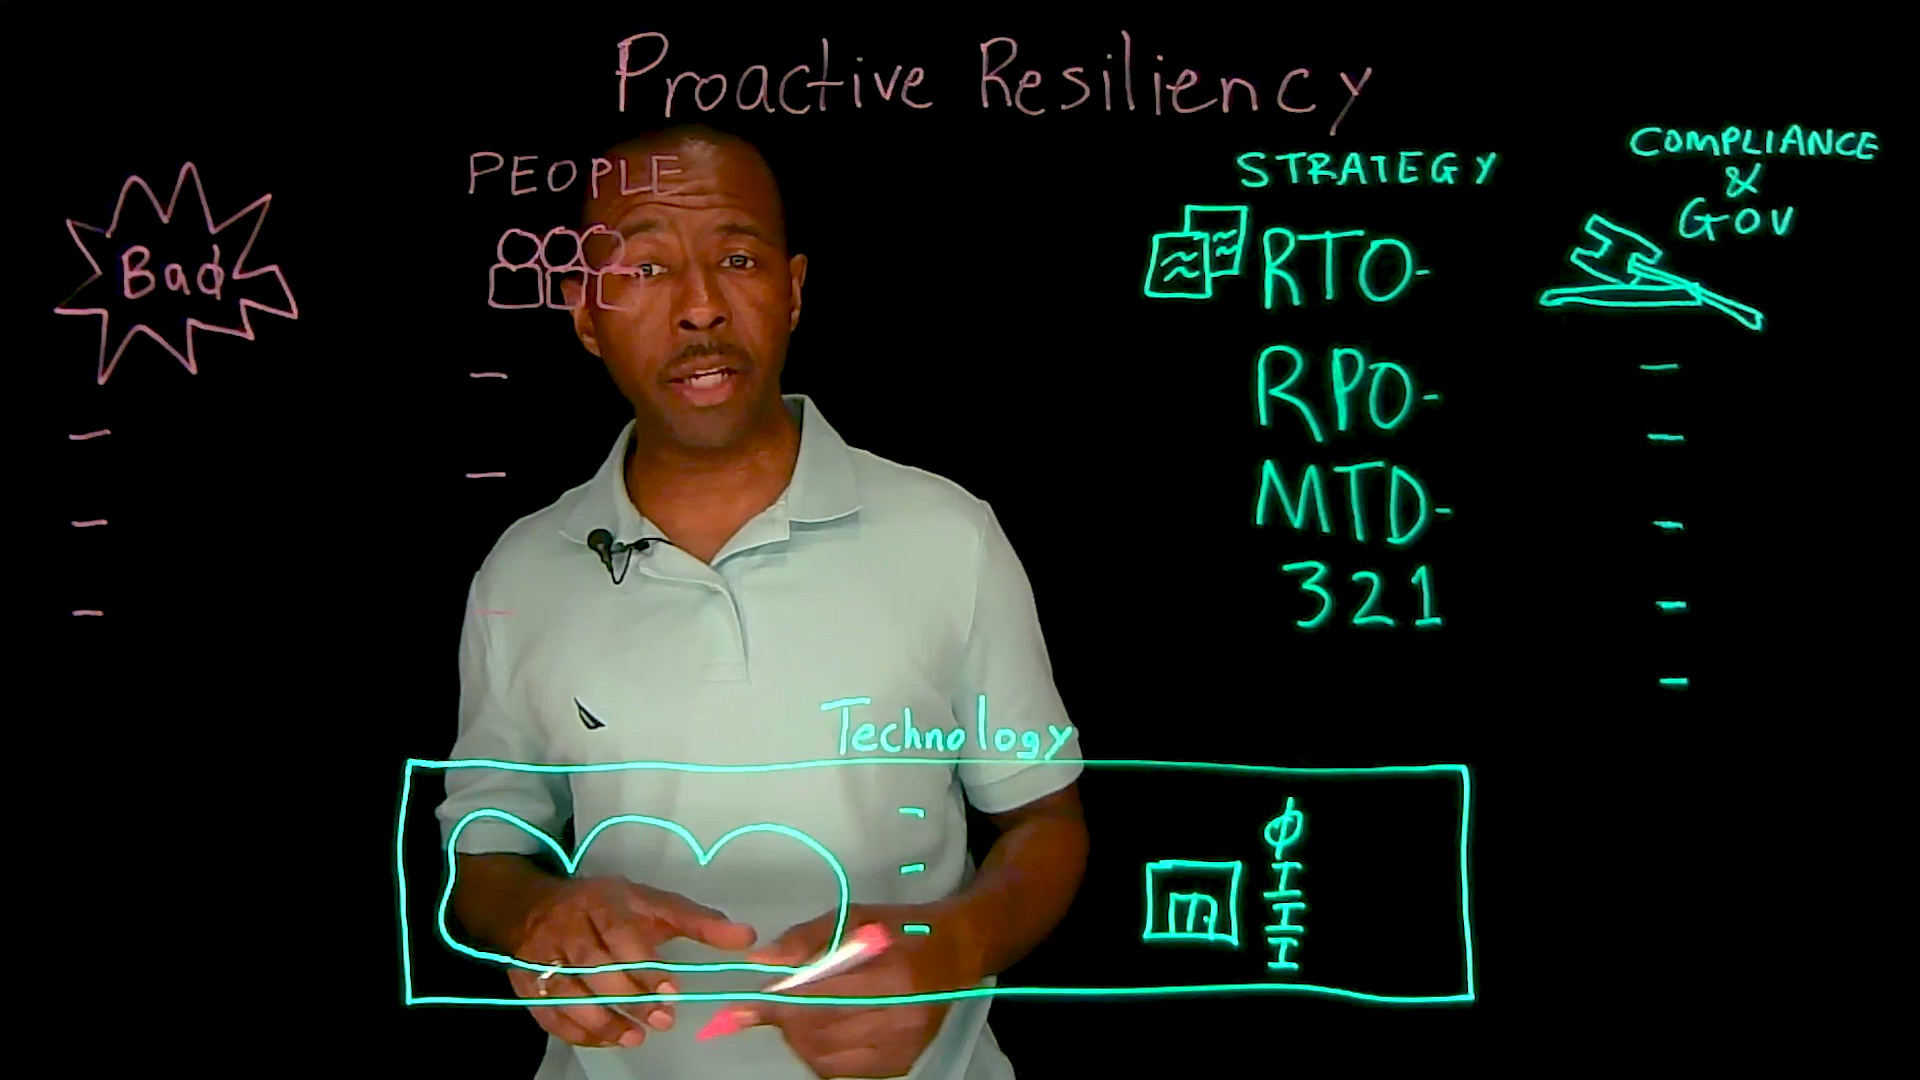 Proactive Resiliency
Bad
PEOPLE
STRATEGY
RTO-
RPO-
MTD-
321
COMPLIANCE
&
GOV
Technology
m